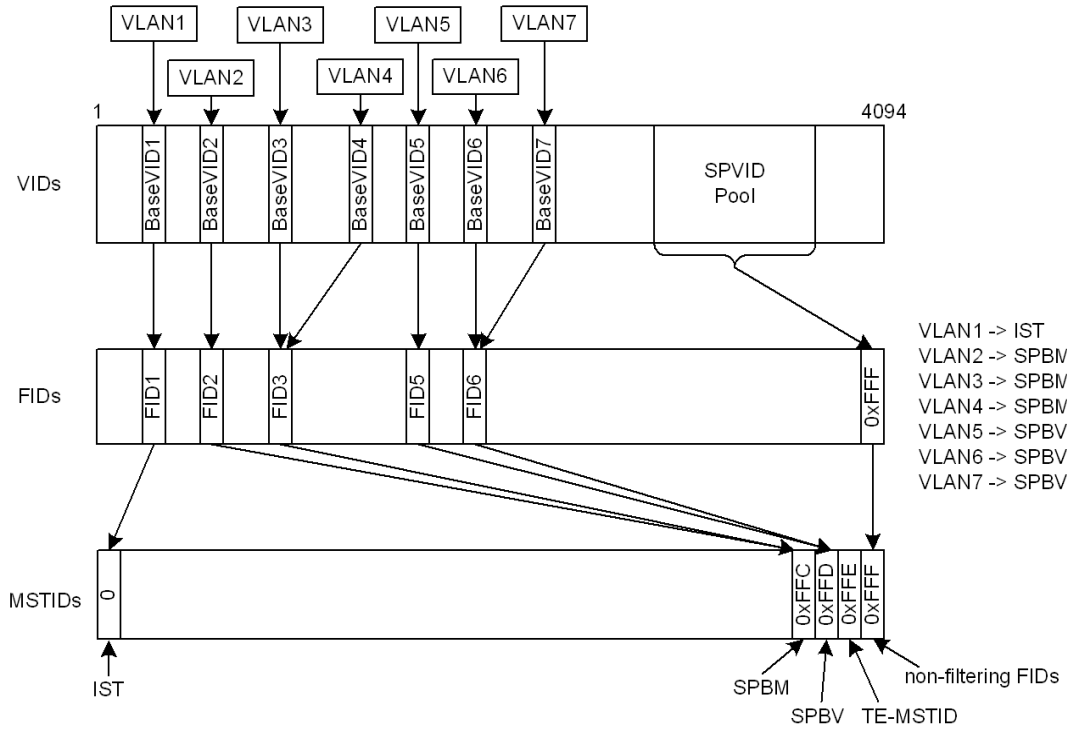 VLAN1
VLAN3
VLAN5
VLAN7
VLAN2
VLAN4
VLAN6
1
4094
VIDs
BaseVID1
BaseVID2
BaseVID3
BaseVID4
BaseVID5
BaseVID6
BaseVID7
SPVID
Pool
FIDs
FID1
FID2
FID3
FID5
FID6
0xFFF
VLAN1 -> IST
VLAN2 -> SPBM
VLAN3 -> SPBM
VLAN4 -> SPBM
VLAN5 -> SPBV
VLAN6 -> SPBV
VLAN7 -> SPBV
MSTIDs
0
0xFFC
0xFFD
0xFFE
0xFFF
IST
SPBM
SPBV
TE-MSTID
non-filtering FIDs